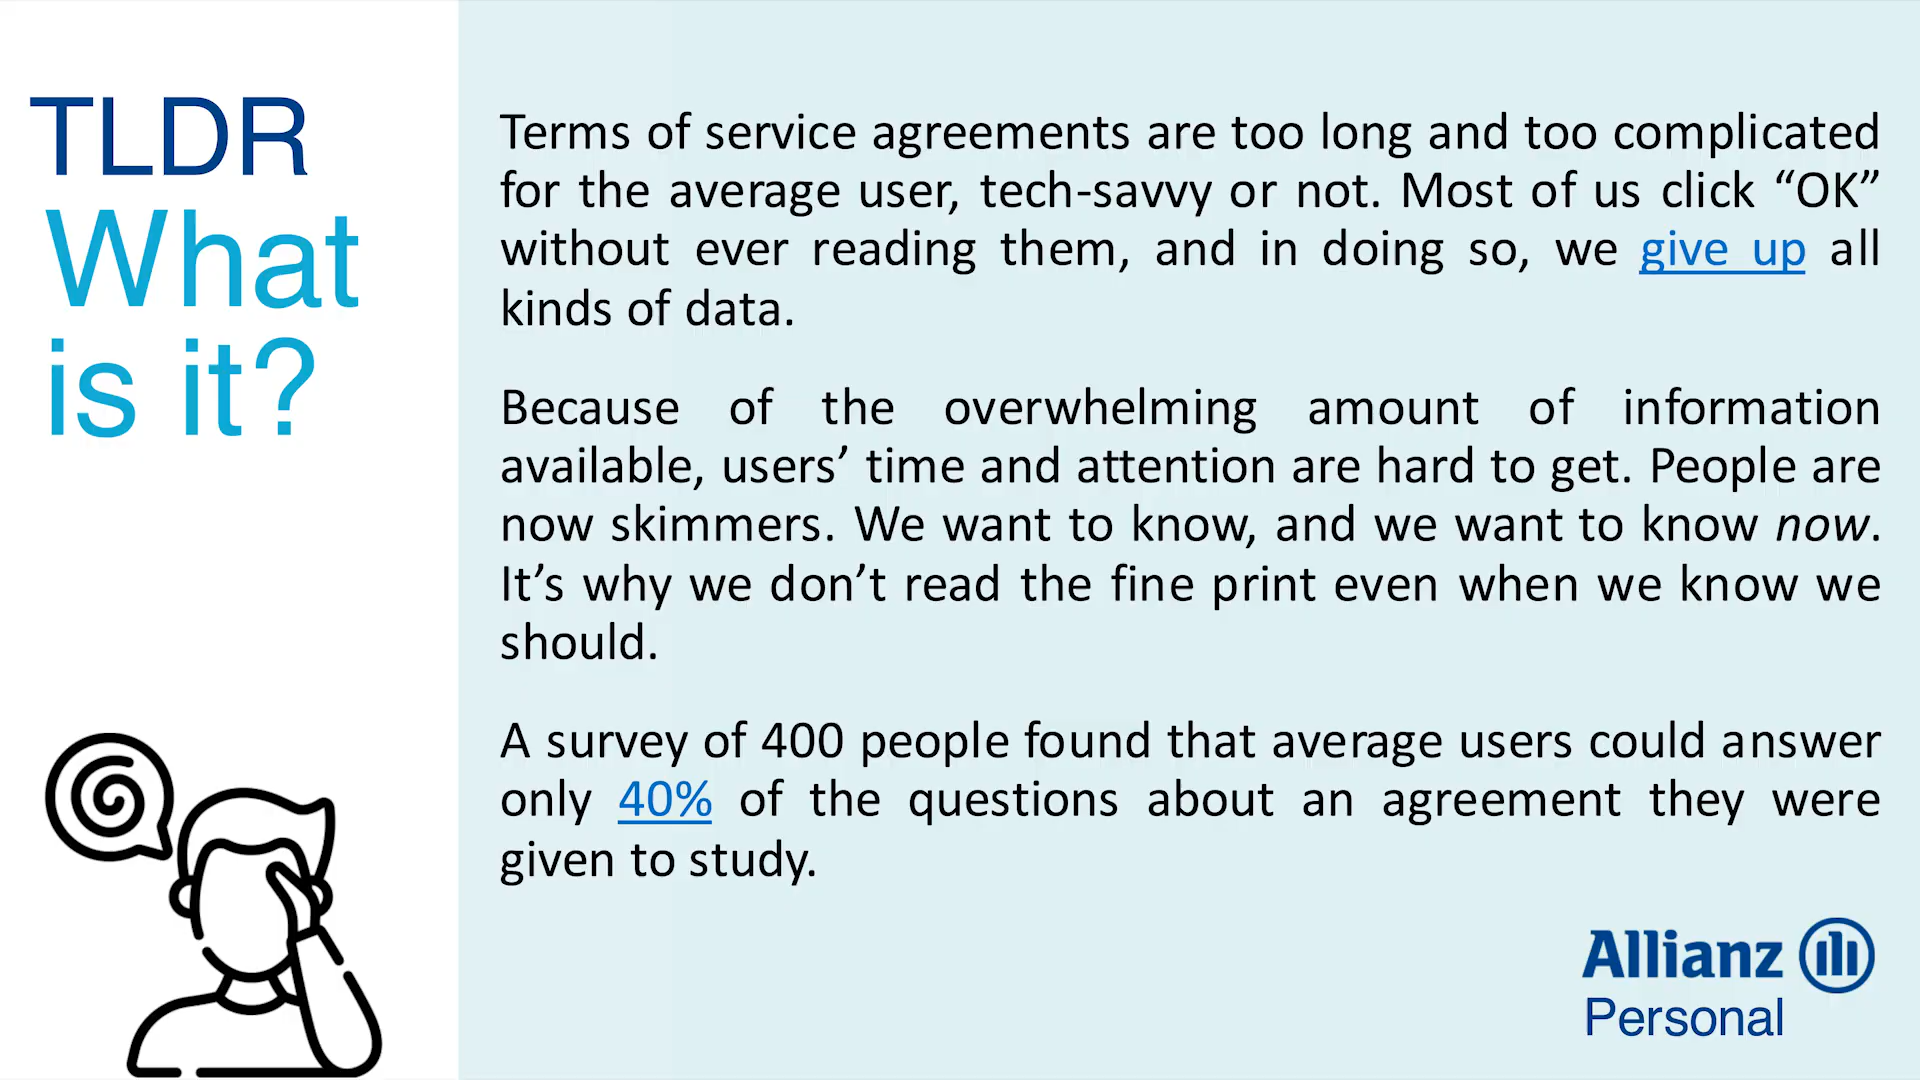 TLDR
What
is it?
Terms of service agreements are too long and too complicated
for the average user, tech-savvy or not. Most of us click “OK”
without ever reading them, and in doing so, we give up all
kinds of data.
Because of the overwhelming amount of information
available, users’ time and attention are hard to get. People are
now skimmers. We want to know, and we want to know now.
It’s why we don’t read the fine print even when we know we
should.
A survey of 400 people found that average users could answer
only 40% of the questions about an agreement they were
given to study.
Allianz
Personal